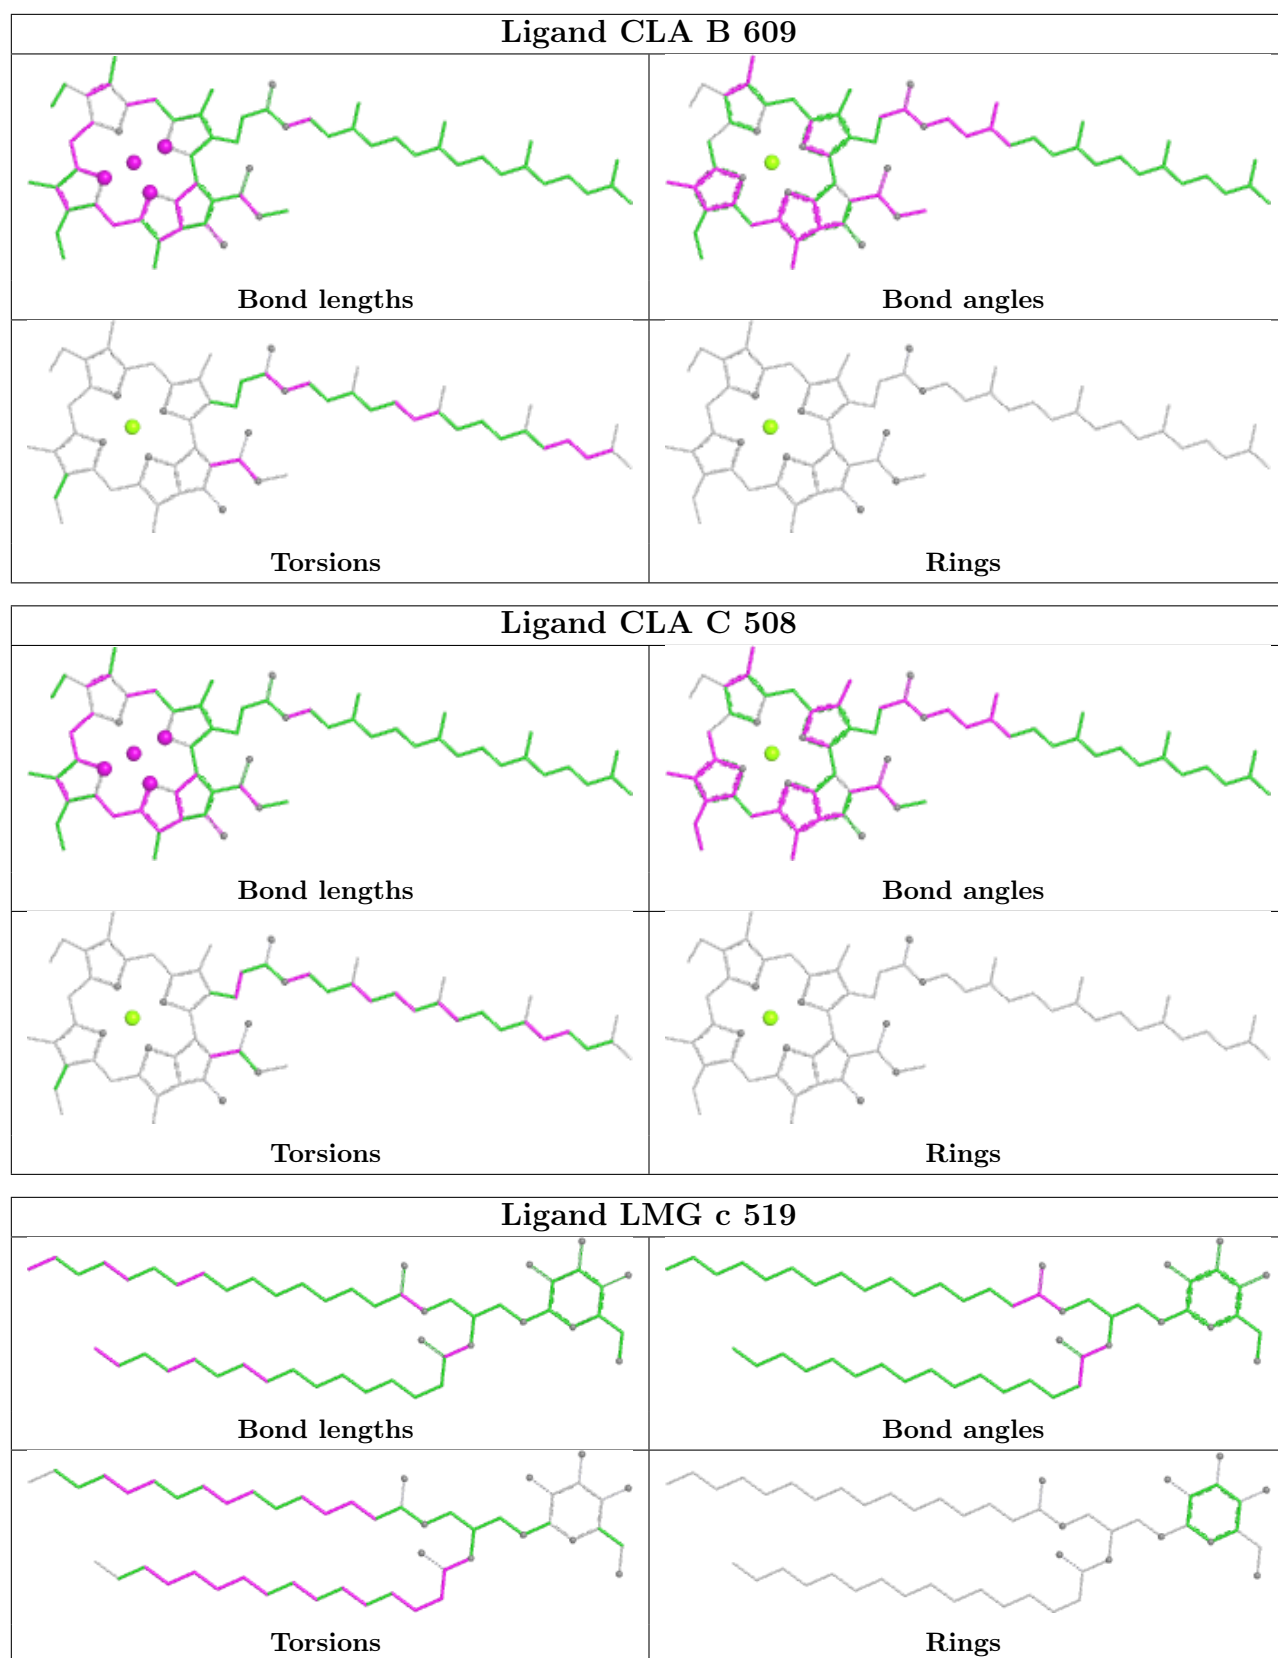 Ligand CLA B 609
Bond lengths
Bond angles
Torsions
Rings
Ligand CLA C 508
Bond lengths
Bond angles
Torsions
Rings
Ligand LMG c 519
Bond lengths
Bond angles
Torsions
Rings